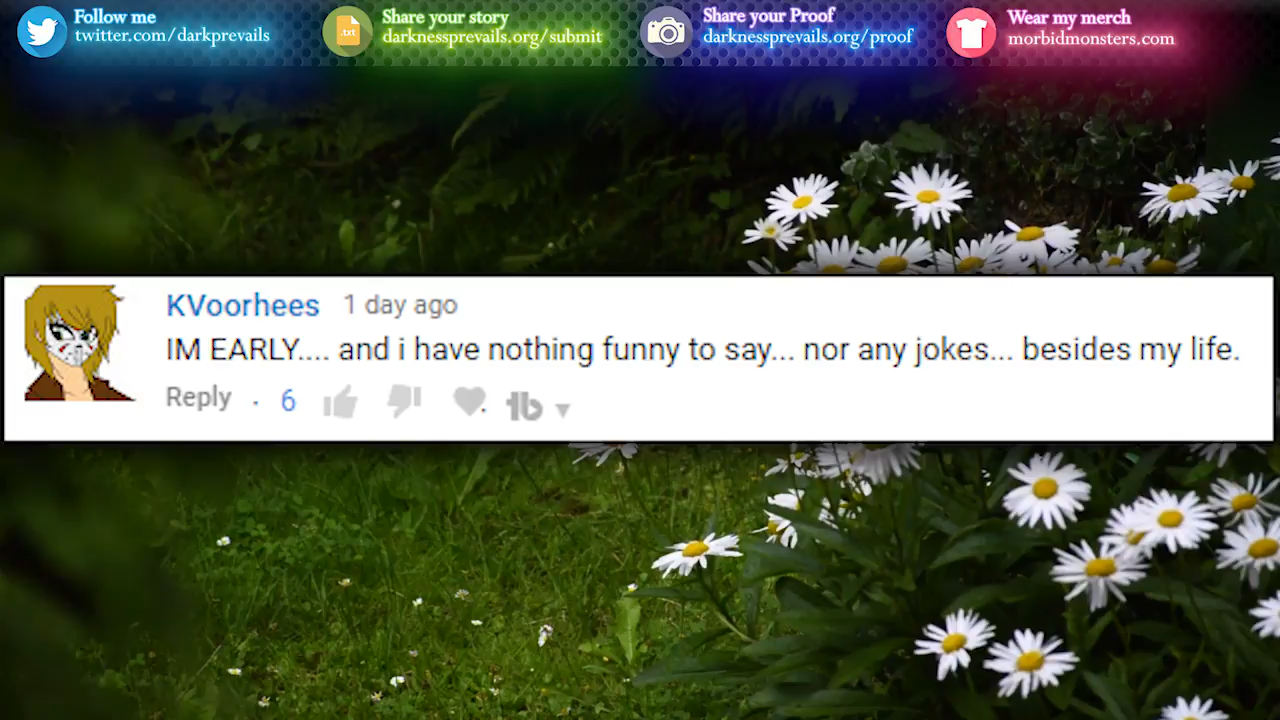 Follow me
twitter.com/darkprevails
Share your story
darknessprevails.org/submit
Share your Proof
darknessprevails.org/proof
Wear my merch
morbidmonsters.com
.txt
KVoorhees 1 day ago
IM EARLY.... and i have nothing funny to say... nor any jokes... besides my life.
Reply . 6